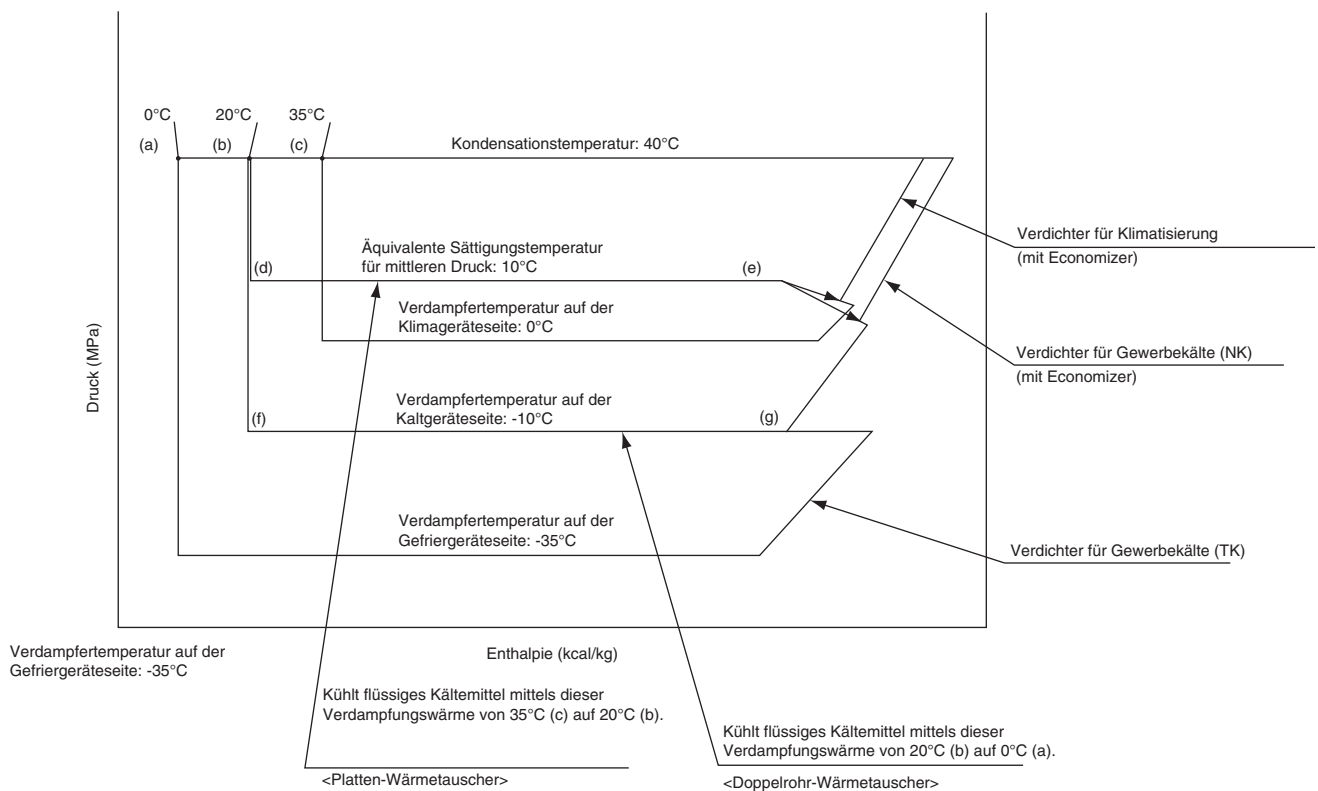 0°C
20°C
35°C
(a)
(b)
(c)
Kondensationstemperatur: 40°C
Verdichter für Klimatisierung
(mit Economizer)
Äquivalente Sättigungstemperatur
für mittleren Druck: 10°C
(d)
(e)
Verdampfertemperatur auf der
Klimageräteseite: 0°C
Verdichter für Gewerbekälte (NK)
(mit Economizer)
Druck (MPa)
Verdampfertemperatur auf der
Kaltgeräteseite: -10°C
(f)
(g)
Verdampfertemperatur auf der
Gefriergeräteseite: -35°C
Verdichter für Gewerbekälte (TK)
Verdampfertemperatur auf der
Gefriergeräteseite: -35°C
Enthalpie (kcal/kg)
Kühlt flüssiges Kältemittel mittels dieser
Verdampfungswärme von 35°C (c) auf 20°C (b).
<Platten-Wärmetauscher>
Kühlt flüssiges Kältemittel mittels dieser
Verdampfungswärme von 20°C (b) auf 0°C (a).
<Doppelrohr-Wärmetauscher>